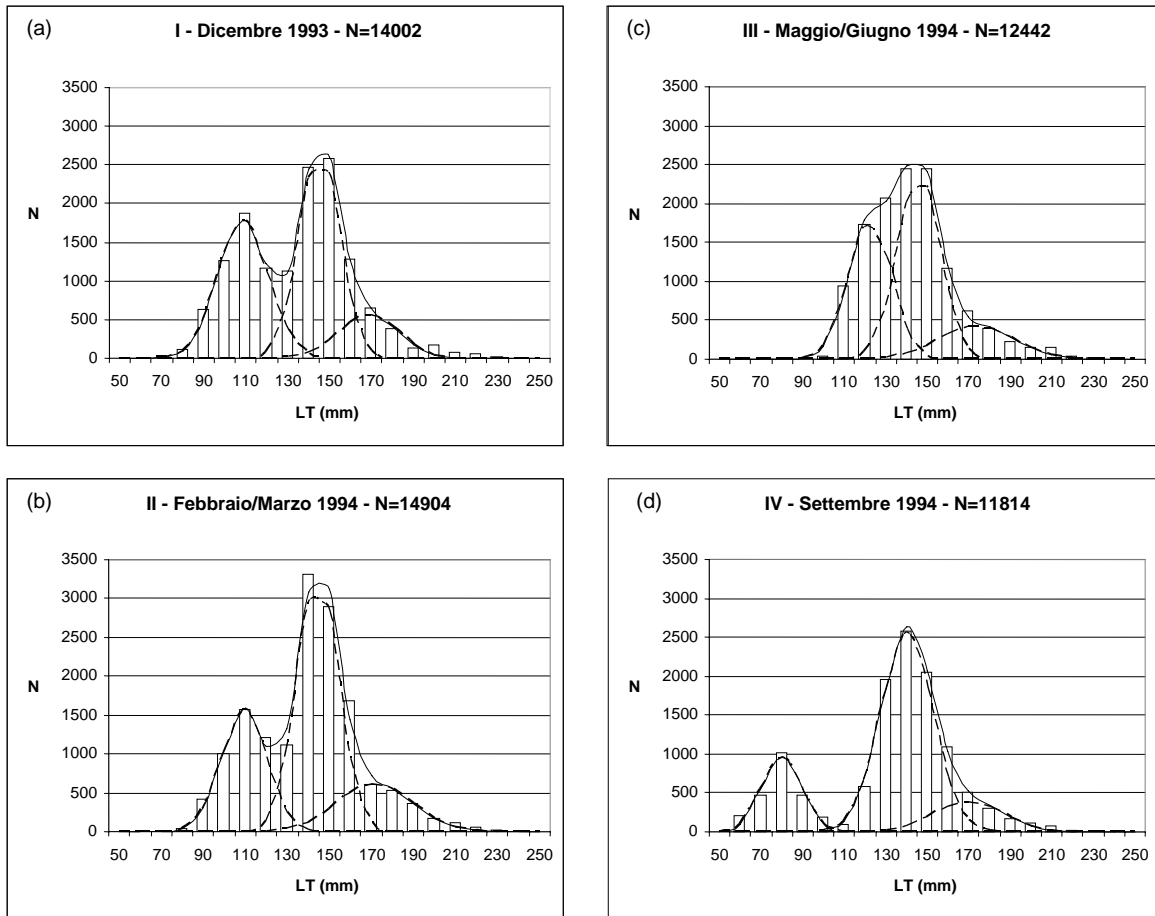 (a)
I - Dicembre 1993 - N=14002
3500
3000
2500
2000
N
1500
1000
500
0
50 70 90 110 130 150 170 190 210 230 250
LT (mm)
(c)
III - Maggio/Giugno 1994 - N=12442
3500
3000
2500
2000
N
1500
1000
500
0
50 70 90 110 130 150 170 190 210 230 250
LT (mm)
(b)
II - Febbraio/Marzo 1994 - N=14904
3500
3000
2500
2000
N
1500
1000
500
0
50 70 90 110 130 150 170 190 210 230 250
LT (mm)
(d)
IV - Settembre 1994 - N=11814
3500
3000
2500
2000
N
1500
1000
500
0
50 70 90 110 130 150 170 190 210 230 250
LT (mm)